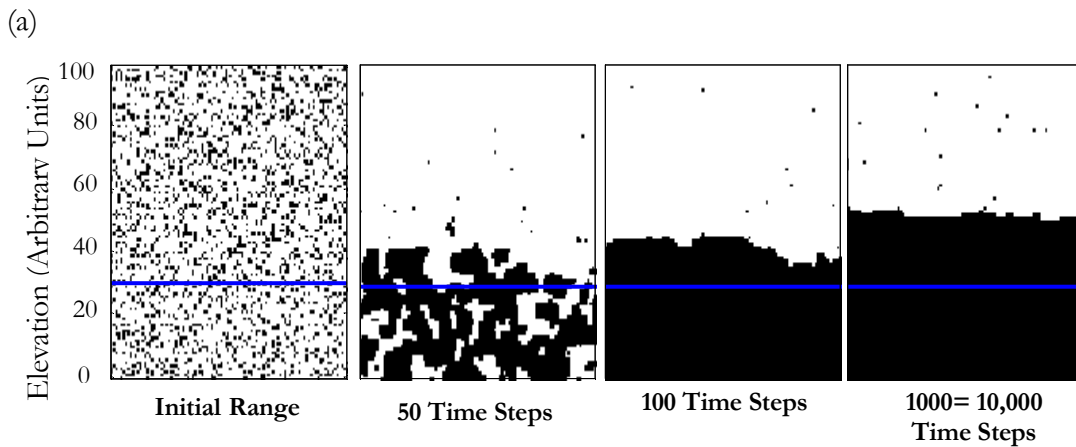 (a)
Elevation (Arbitrary Units)
100
80
60
40
20
0
Initial Range
50 Time Steps
100 Time Steps
1000= 10,000
Time Steps